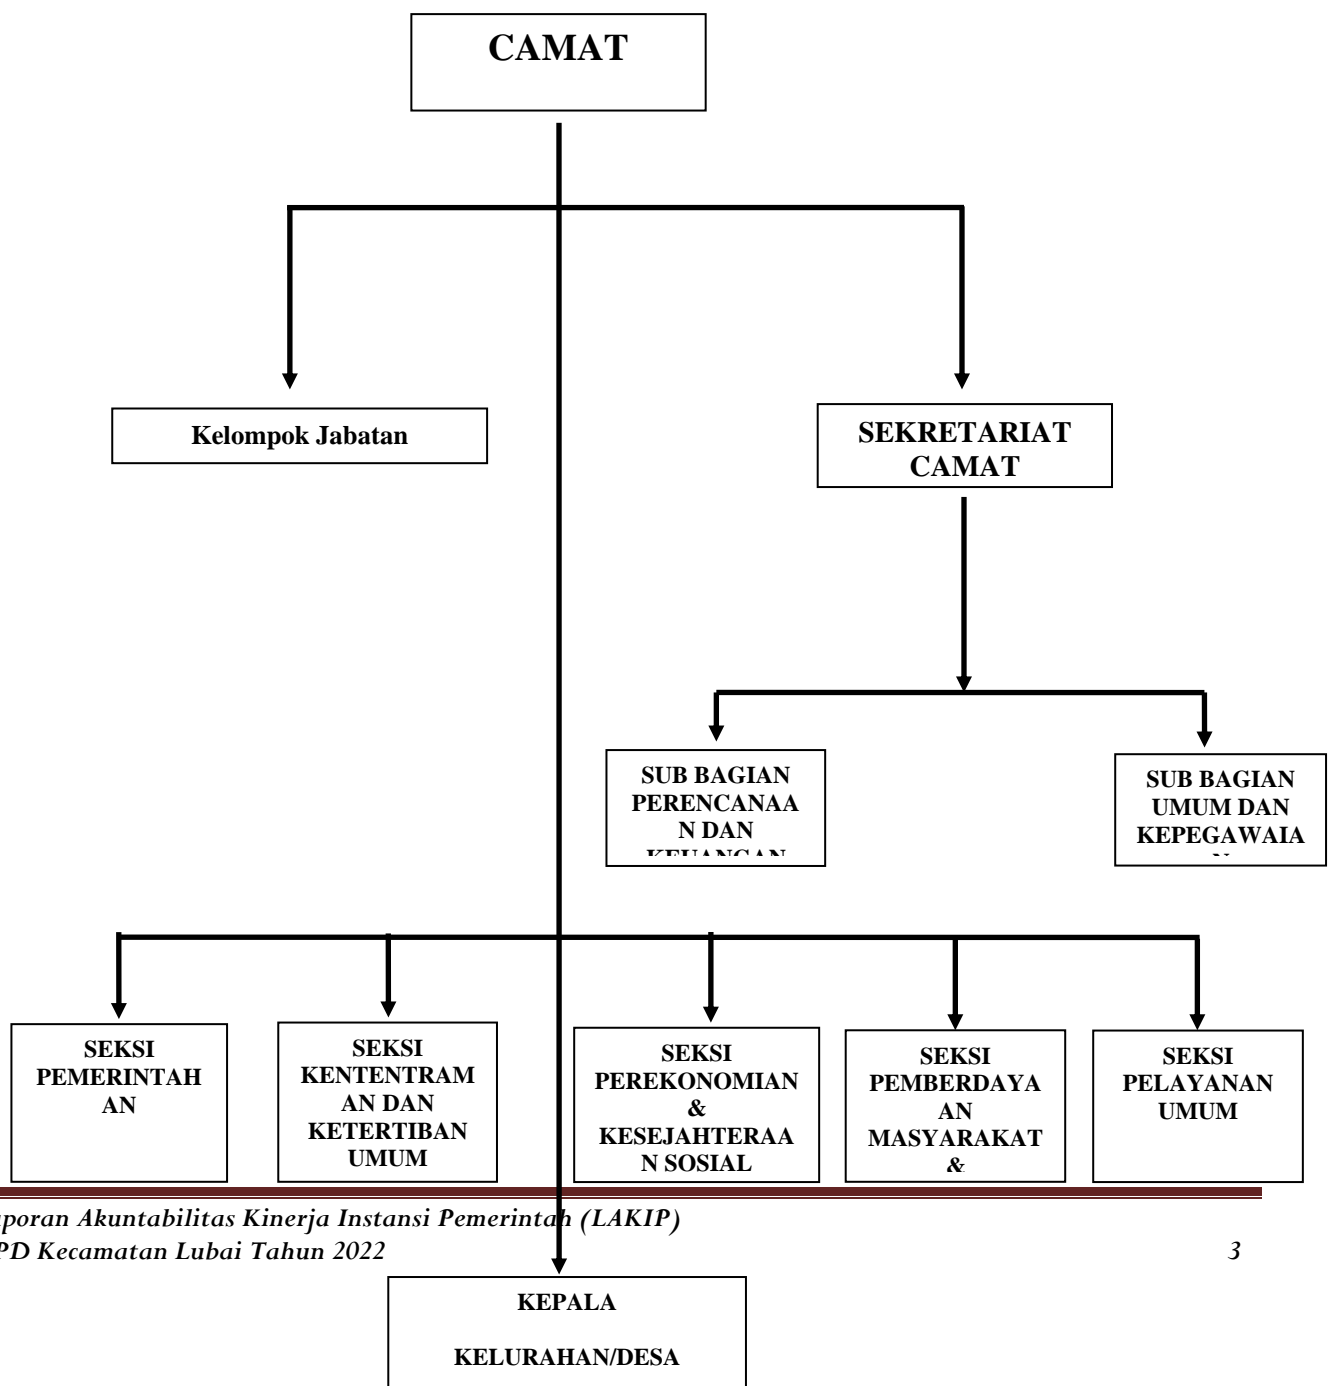 CAMAT
Kelompok Jabatan
SEKRETARIAT
CAMAT
SUB BAGIAN
PERENCANAA
N DAN
KEUANGAN
SUB BAGIAN
UMUM DAN
KEPEGAWAIA
N
SEKSI
PEMERINTAH
AN
SEKSI
KENTENTRAM
AN DAN
KETERTIBAN
UMUM
SEKSI
PEREKONOMIAN
&
KESEJAHTERAA
N SOSIAL
SEKSI
PEMBERDAYA
AN
MASYARAKAT
&
SEKSI
PELAYANAN
UMUM
poran Akuntabilitas Kinerja Instansi Pemerintah (LAKIP)
PD Kecamatan Lubai Tahun 2022 3
KEPALA
KELURAHAN/DESA